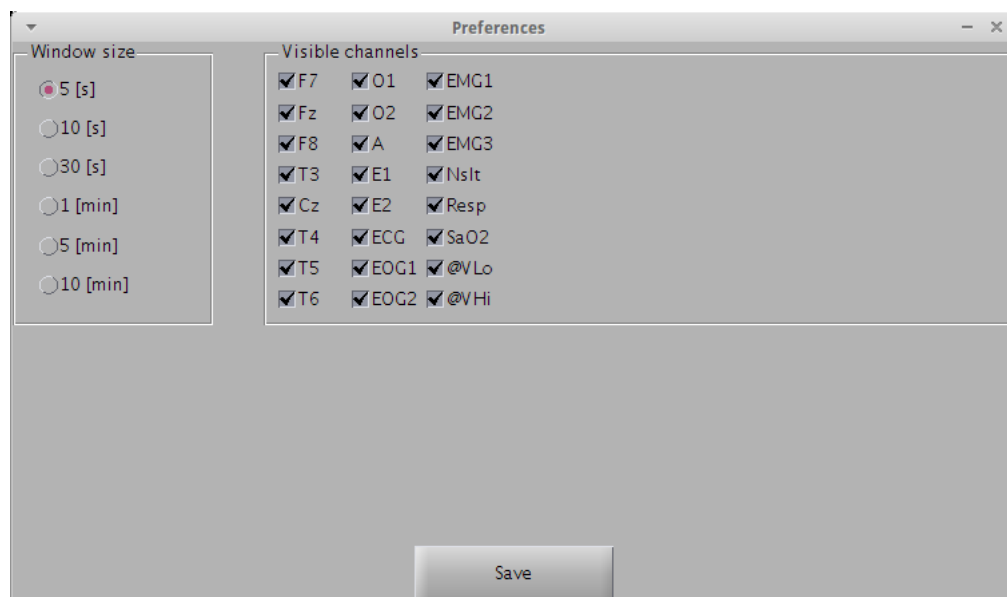 Preferences
Window size
5 [s]
10 [s]
30 [s]
1 [min]
5 [min]
10 [min]
Visible channels
F7 O1 EMG1
Fz O2 EMG2
F8 A EMG3
T3 E1 Nslt
Cz E2 Resp
T4 ECG SaO2
T5 EOG1 @VLo
T6 EOG2 @VHi
Save